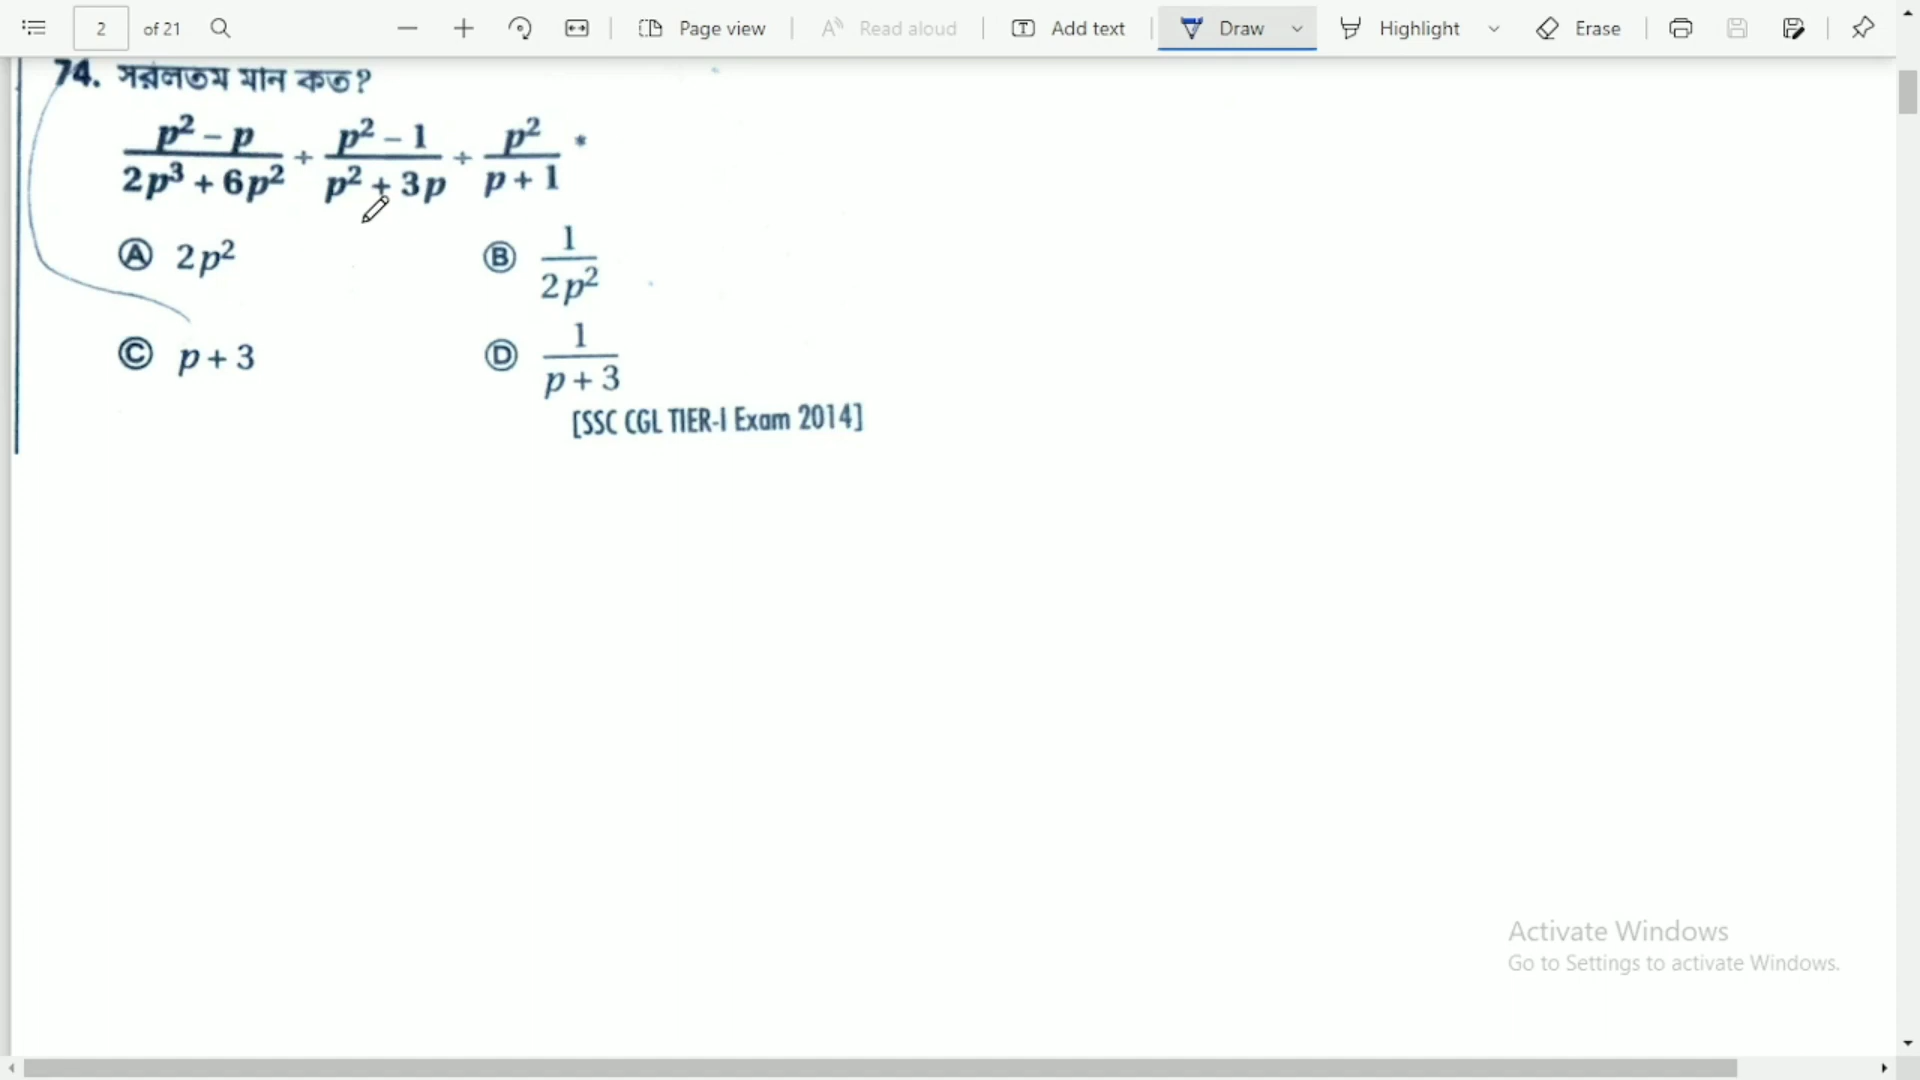 2 of 21 Page view Read aloud Add text Draw Highlight Erase
74. সরলতম মান কত?
p² – p / 2p³ + 6p² ÷ p² – 1 / p² + 3p ÷ p² / p + 1 *
Ⓐ 2p² Ⓑ 1 / 2p²
Ⓒ p + 3 Ⓓ 1 / p + 3
[SSC CGL TIER-I Exam 2014]
Activate Windows
Go to Settings to activate Windows.